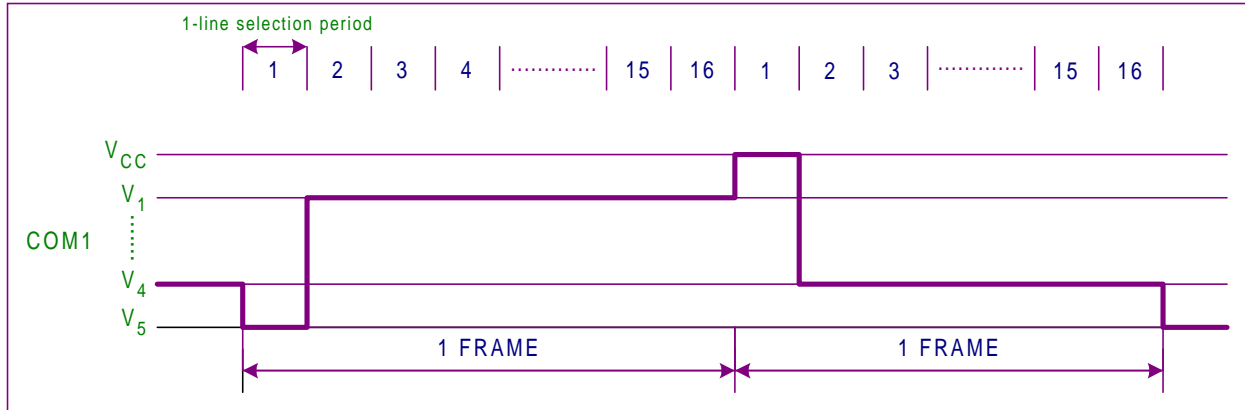 1-line selection period
1 2 3 4 ············· 15 16 1 2 3 ············· 15 16
VCC
V1
COM1
V4
V5
1 FRAME 1 FRAME